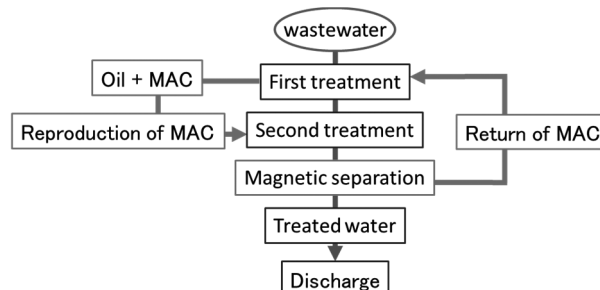 wastewater
Oil + MAC
First treatment
Reproduction of MAC
Second treatment
Return of MAC
Magnetic separation
Treated water
Discharge